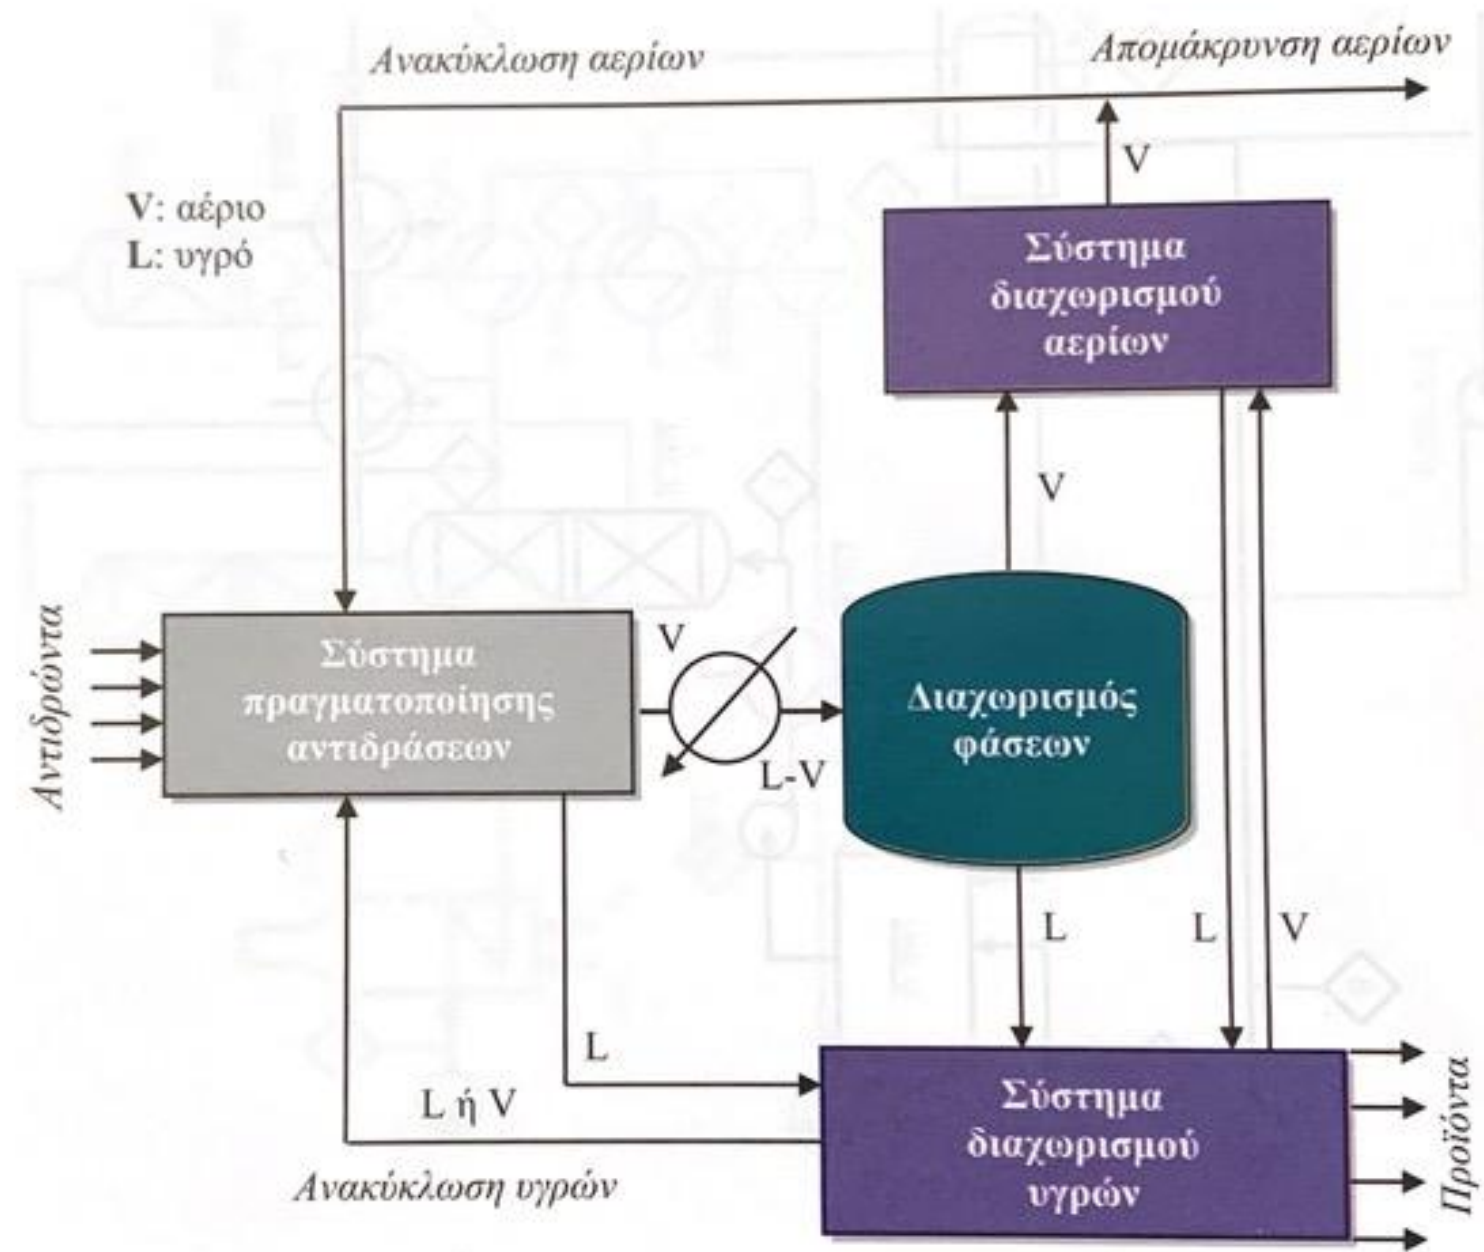 Ανακύκλωση αερίων
Απομάκρυνση αερίων
V
V: αέριο
L: υγρό
Σύστημα
διαχωρισμού
αερίων
V
Αντιδρώντα
Σύστημα
πραγματοποίησης
αντιδράσεων
V
L-V
Διαχωρισμός
φάσεων
L
L
V
L
L ή V
Σύστημα
διαχωρισμού
υγρών
Προϊόντα
Ανακύκλωση υγρών